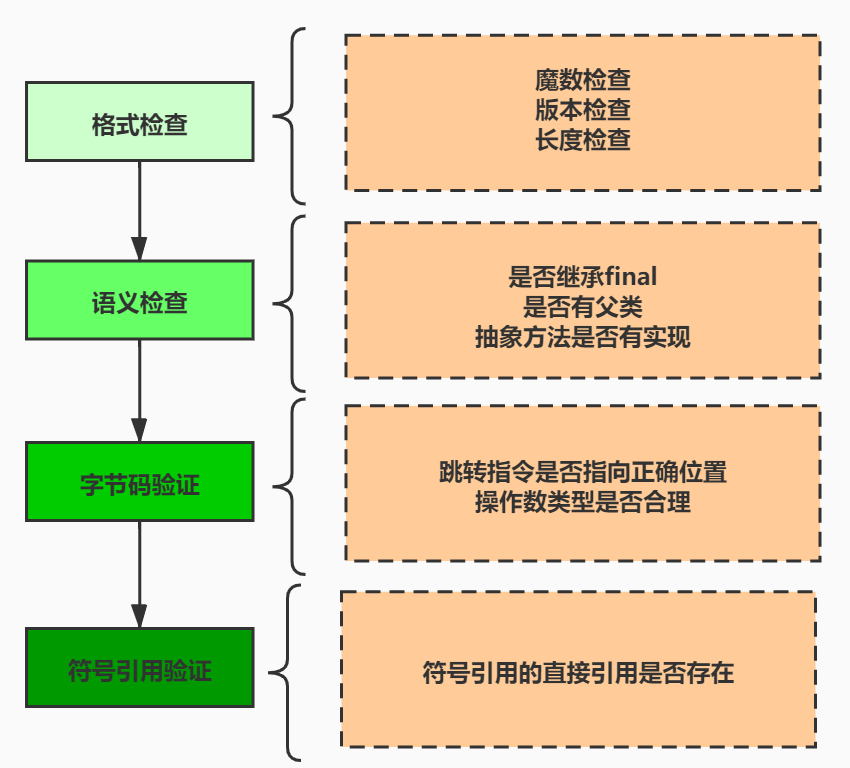 格式检查
魔数检查
版本检查
长度检查
语义检查
是否继承final
是否有父类
抽象方法是否有实现
字节码验证
跳转指令是否指向正确位置
操作数类型是否合理
符号引用验证
符号引用的直接引用是否存在